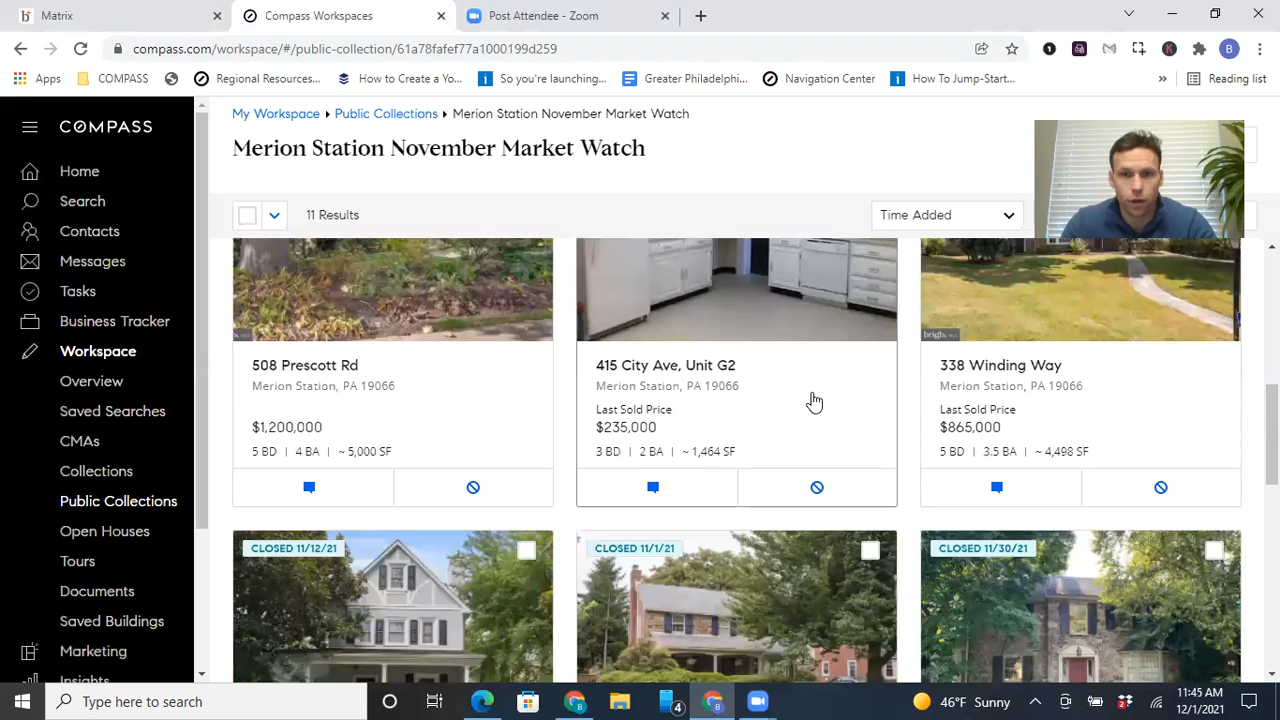 Matrix
Compass Workspaces
Post Attendee - Zoom
compass.com/workspace/#/public-collection/61a78fafef77a1000199d259
B
Apps
COMPASS
Regional Resources...
How to Create a Yo...
So you're launching...
Greater Philadelphi...
Navigation Center
How To Jump-Start...
Reading list
COMPASS
Home
Search
Contacts
Messages
Tasks
Business Tracker
Workspace
Overview
Saved Searches
CMAs
Collections
Public Collections
Open Houses
Tours
Documents
Saved Buildings
Marketing
Insights
My Workspace
Public Collections
Merion Station November Market Watch
Merion Station November Market Watch
11 Results
Time Added
508 Prescott Rd
Merion Station, PA 19066
$1,200,000
5 BD | 4 BA | ~ 5,000 SF
415 City Ave, Unit G2
Merion Station, PA 19066
Last Sold Price
$235,000
3 BD | 2 BA | ~ 1,464 SF
338 Winding Way
Merion Station, PA 19066
Last Sold Price
$865,000
5 BD | 3.5 BA | ~ 4,498 SF
CLOSED 11/12/21
CLOSED 11/1/21
CLOSED 11/30/21
Type here to search
4
46°F Sunny
11:45 AM
12/1/2021